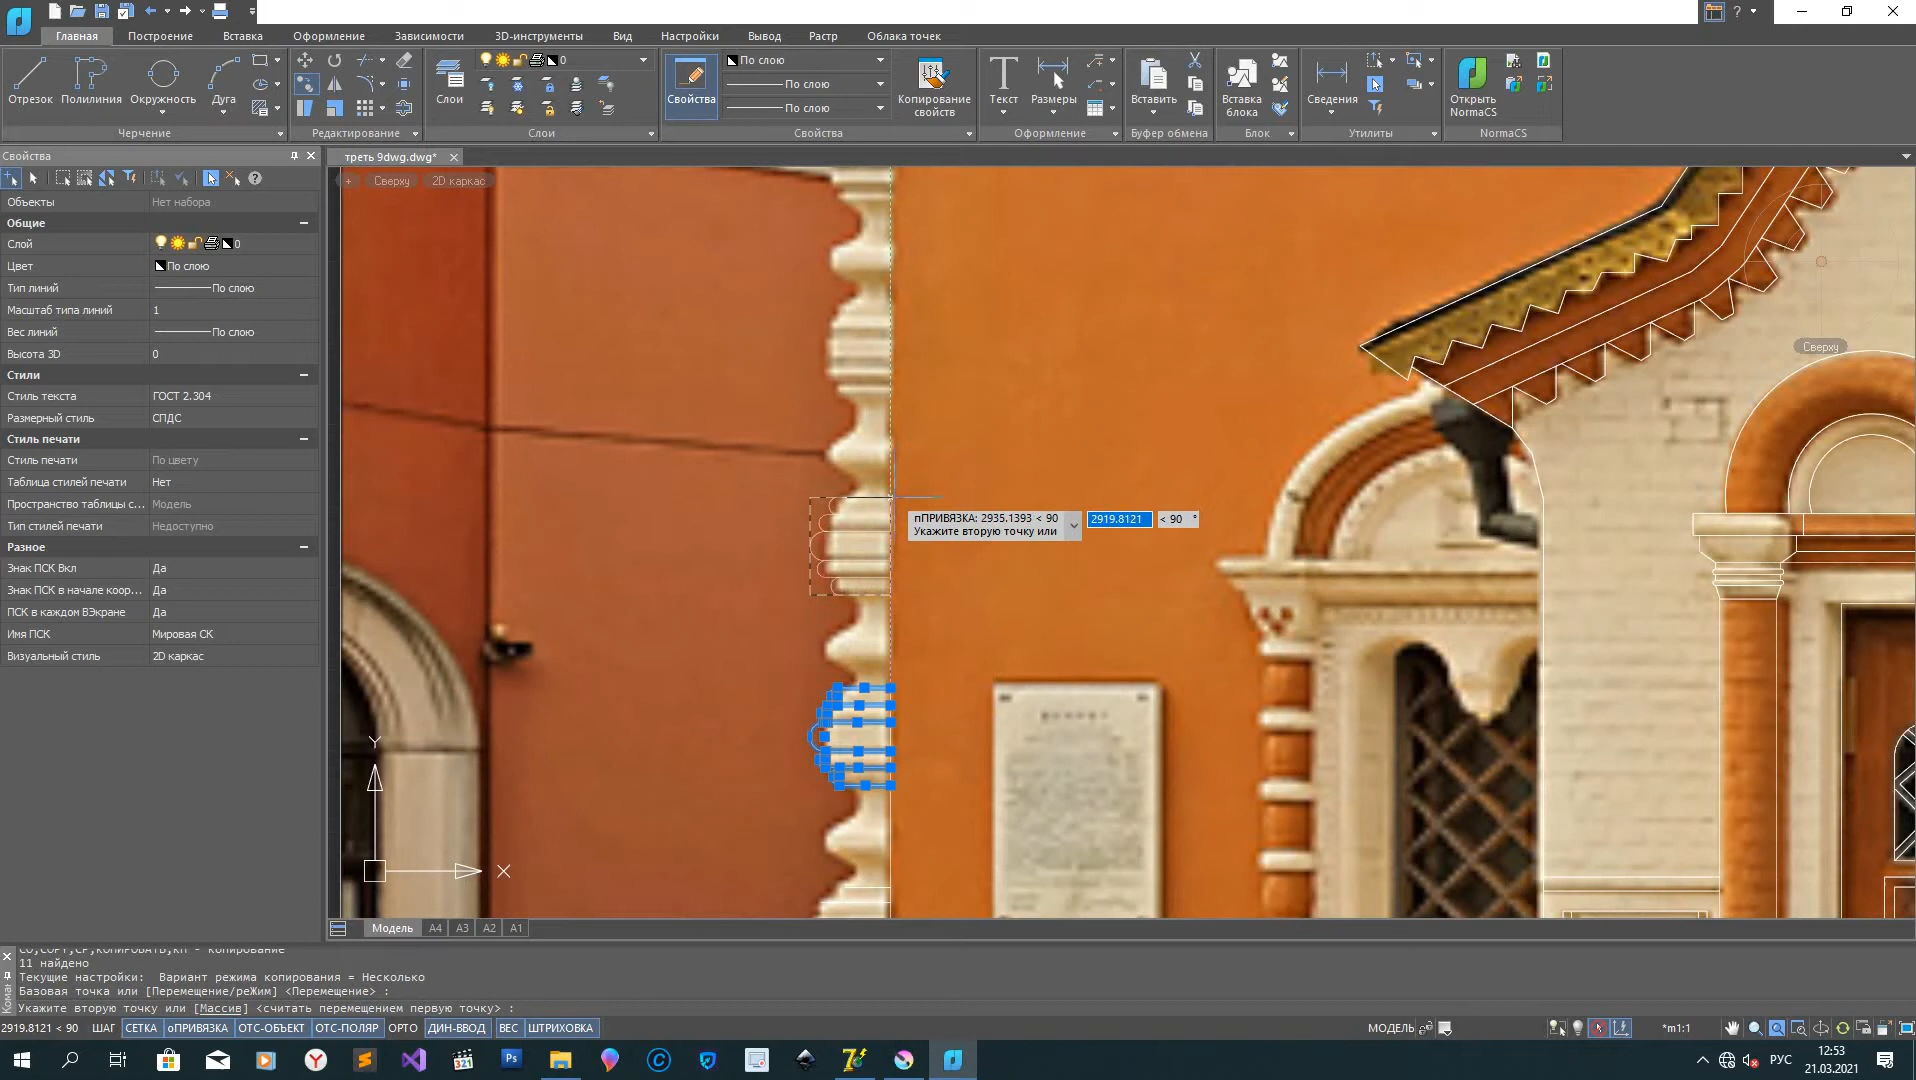 Главная
Построение
Вставка
Оформление
Зависимости
3D-инструменты
Вид
Настройки
Вывод
Растр
Облака точек
Отрезок
Полилиния
Окружность
Дуга
Слои
0
Свойства
По слою
По слою
По слою
Копирование свойств
Текст
Размеры
Вставить
Вставка блока
Сведения
Открыть NormaCS
Черчение
Редактирование
Слои
Свойства
Оформление
Буфер обмена
Блок
Утилиты
NormaCS
Свойства
треть 9dwg.dwg*
Объекты Нет набора
Общие
Слой 0
Цвет По слою
Тип линий По слою
Масштаб типа линий 1
Вес линий По слою
Высота 3D 0
Стили
Стиль текста ГОСТ 2.304
Размерный стиль СПДС
Стиль печати
Стиль печати По цвету
Таблица стилей печати Нет
Пространство таблицы с... Модель
Тип стилей печати Недоступно
Разное
Знак ПСК Вкл Да
Знак ПСК в начале коор... Да
ПСК в каждом ВЭкране Да
Имя ПСК Мировая СК
Визуальный стиль 2D каркас
+ Сверху 2D каркас
Сверху
пПРИВЯЗКА: 2935.1393 < 90
Укажите вторую точку или
2919.8121 < 90 °
Y
X
Модель A4 A3 A2 A1
CO,COPY,CP,КОПИРОВАТЬ,КП - копирование
11 найдено
Текущие настройки: Вариант режима копирования = Несколько
Базовая точка или [Перемещение/реЖим] <Перемещение> :
Укажите вторую точку или [Массив] <считать перемещением первую точку> :
2919.8121 < 90 ШАГ СЕТКА оПРИВЯЗКА ОТС-ОБЪЕКТ ОТС-ПОЛЯР ОРТО ДИН-ВВОД ВЕС ШТРИХОВКА
МОДЕЛЬ *m1:1
РУС
12:53
21.03.2021